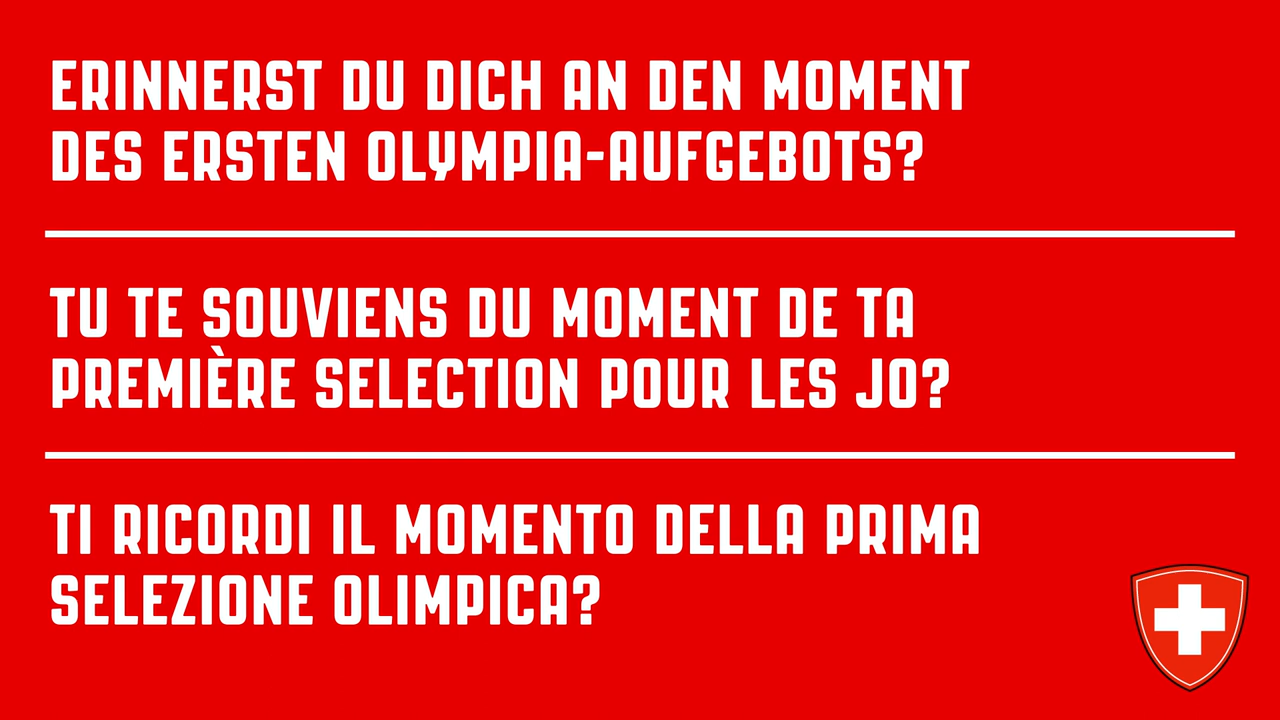 ERINNERST DU DICH AN DEN MOMENT
DES ERSTEN OLYMPIA-AUFGEBOTS?
TU TE SOUVIENS DU MOMENT DE TA
PREMIÈRE SELECTION POUR LES JO?
TI RICORDI IL MOMENTO DELLA PRIMA
SELEZIONE OLIMPICA?